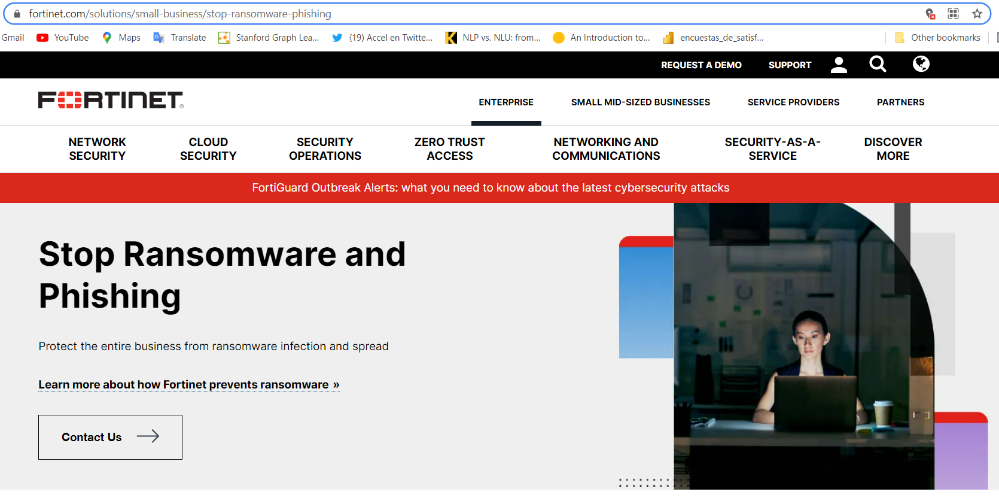 fortinet.com/solutions/small-business/stop-ransomware-phishing
Gmail YouTube Maps Translate Stanford Graph Lea... (19) Accel en Twitte... NLP vs. NLU: from... An Introduction to... encuestas_de_satisf... Other bookmarks
REQUEST A DEMO SUPPORT
FORTINET®
ENTERPRISE SMALL MID-SIZED BUSINESSES SERVICE PROVIDERS PARTNERS
NETWORK SECURITY
CLOUD SECURITY
SECURITY OPERATIONS
ZERO TRUST ACCESS
NETWORKING AND COMMUNICATIONS
SECURITY-AS-A-SERVICE
DISCOVER MORE
FortiGuard Outbreak Alerts: what you need to know about the latest cybersecurity attacks
Stop Ransomware and
Phishing
Protect the entire business from ransomware infection and spread
Learn more about how Fortinet prevents ransomware »
Contact Us